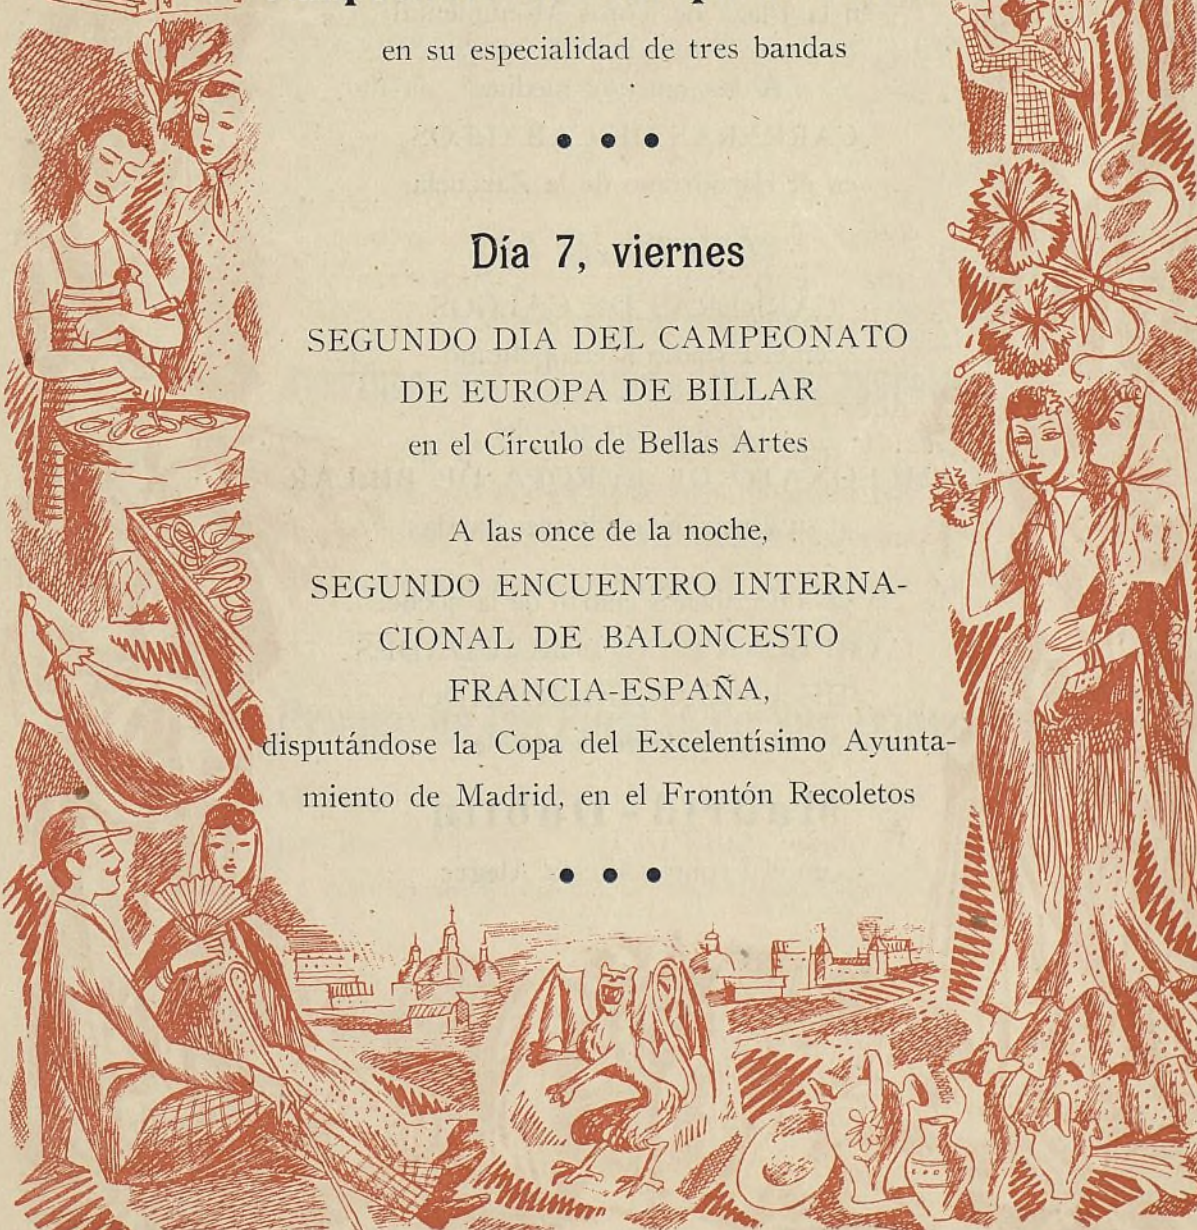 en su especialidad de tres bandas
Día 7, viernes
SEGUNDO DIA DEL CAMPEONATO
DE EUROPA DE BILLAR
en el Círculo de Bellas Artes
A las once de la noche,
SEGUNDO ENCUENTRO INTERNA-
CIONAL DE BALONCESTO
FRANCIA-ESPAÑA,
disputándose la Copa del Excelentísimo Ayunta-
miento de Madrid, en el Frontón Recoletos